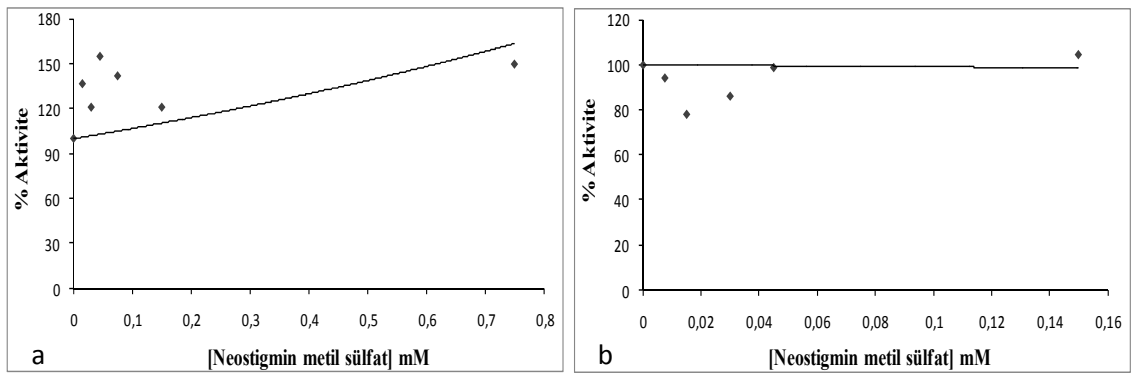 180
150
120
90
60
30
0
% Aktivite
0 0,1 0,2 0,3 0,4 0,5 0,6 0,7 0,8
a [Neostigmin metil sülfat] mM
120
100
80
60
40
20
0
% Aktivite
0 0,02 0,04 0,06 0,08 0,1 0,12 0,14 0,16
b [Neostigmin metil sülfat] mM